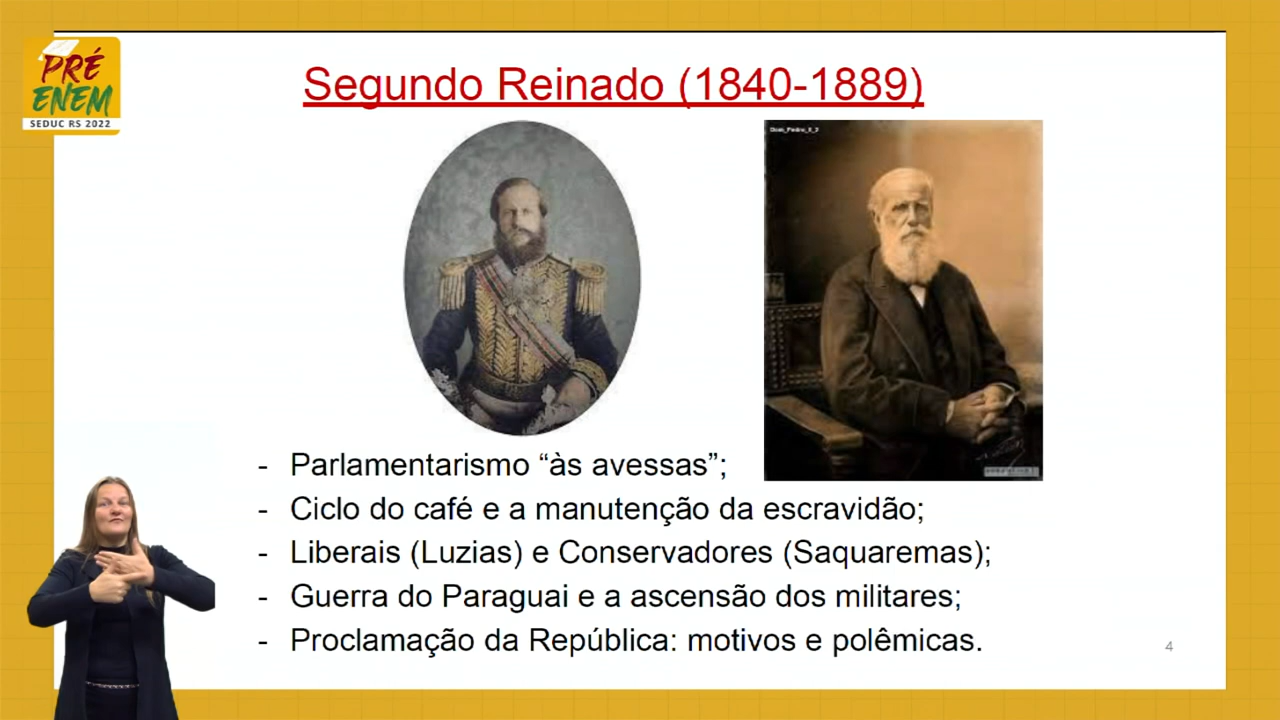 PRÉ
ENEM
SEDUC RS 2022
Segundo Reinado (1840-1889)
Dom_Pedro_II_2
- Parlamentarismo “às avessas”;
- Ciclo do café e a manutenção da escravidão;
- Liberais (Luzias) e Conservadores (Saquaremas);
- Guerra do Paraguai e a ascensão dos militares;
- Proclamação da República: motivos e polêmicas.
4